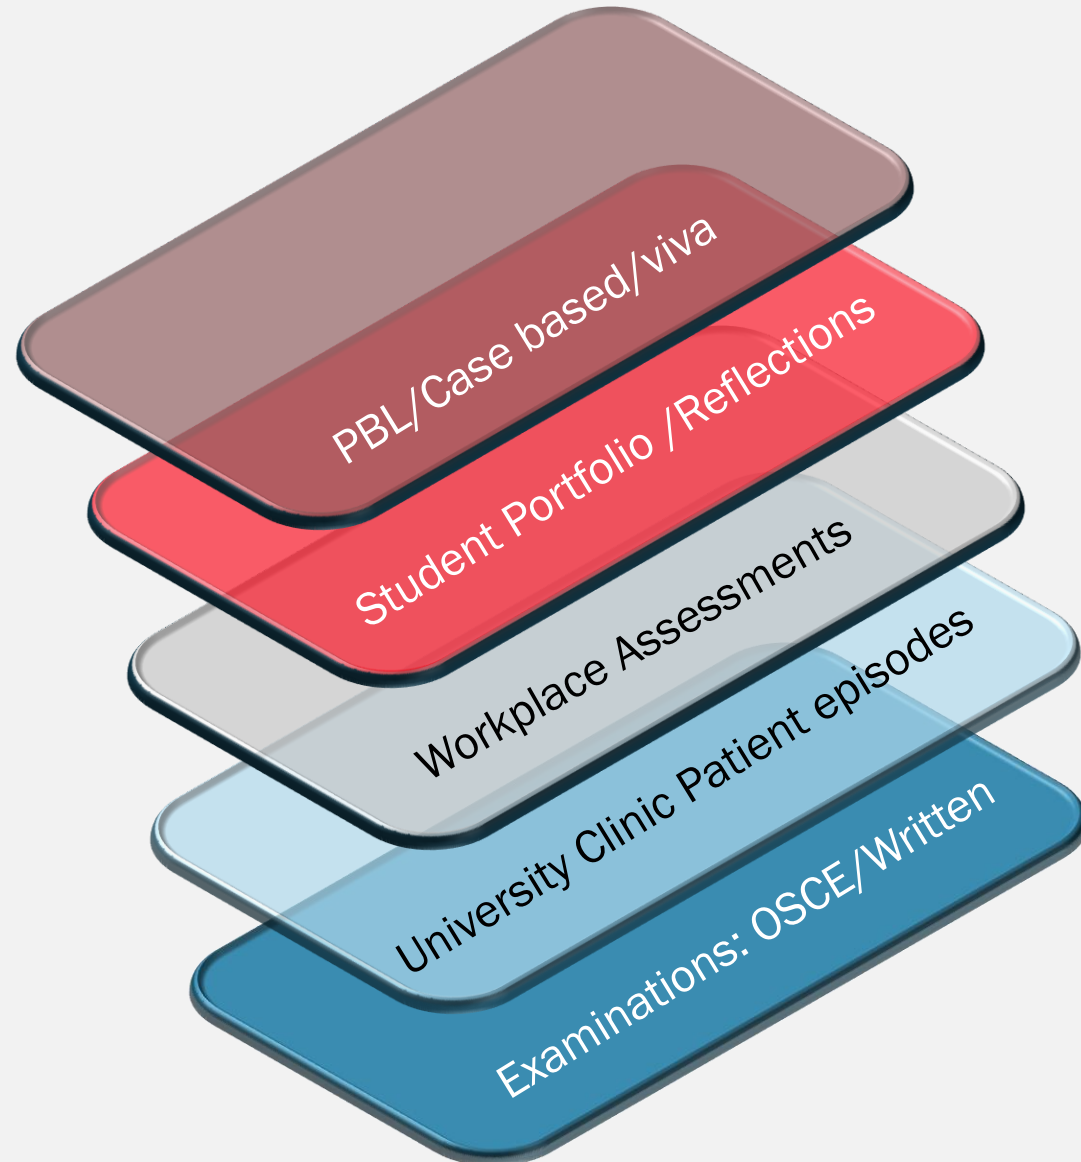 PBL/Case based/viva
Student Portfolio /Reflections
Workplace Assessments
University Clinic Patient episodes
Examinations: OSCE/Written